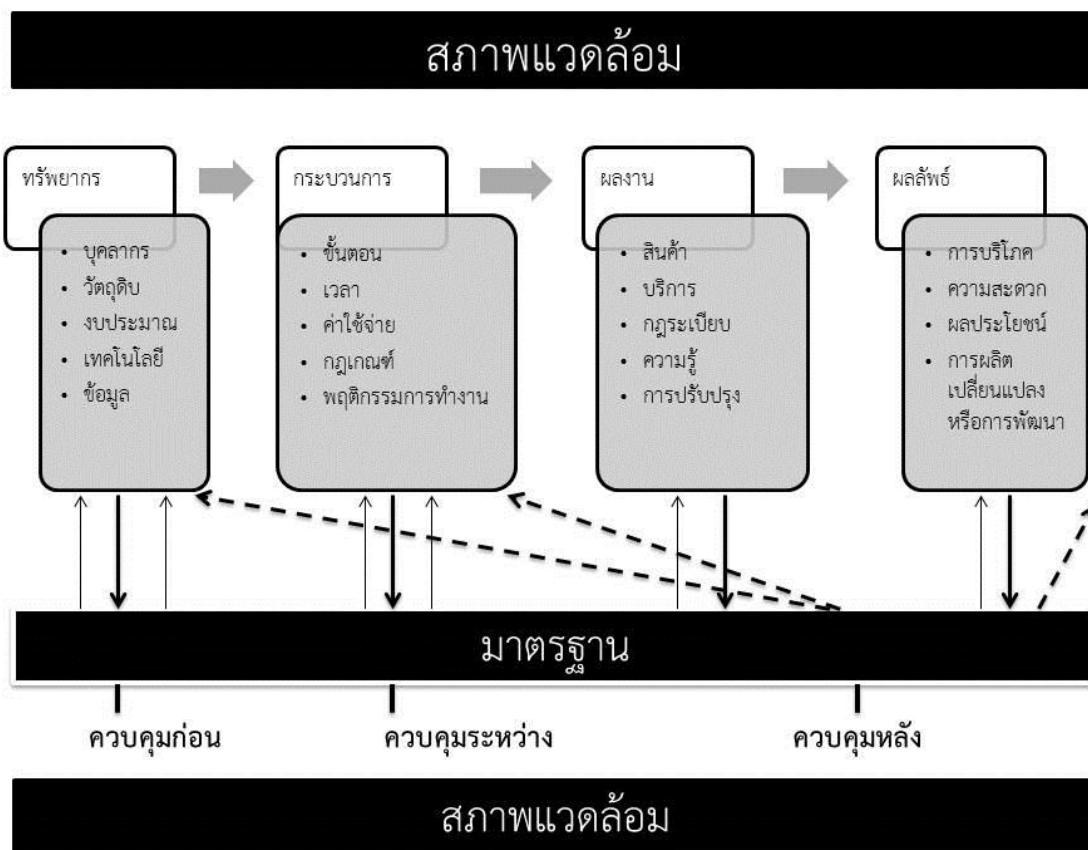 สภาพแวดล้อม
ทรัพยากร
• บุคลากร
• วัตถุดิบ
• งบประมาณ
• เทคโนโลยี
• ข้อมูล
กระบวนการ
• ขั้นตอน
• เวลา
• ค่าใช้จ่าย
• กฎเกณฑ์
• พฤติกรรมการทำงาน
ผลงาน
• สินค้า
• บริการ
• กฎระเบียบ
• ความรู้
• การปรับปรุง
ผลลัพธ์
• การบริโภค
• ความสะดวก
• ผลประโยชน์
• การผลิต
เปลี่ยนแปลง
หรือการพัฒนา
มาตรฐาน
ควบคุมก่อน
ควบคุมระหว่าง
ควบคุมหลัง
สภาพแวดล้อม